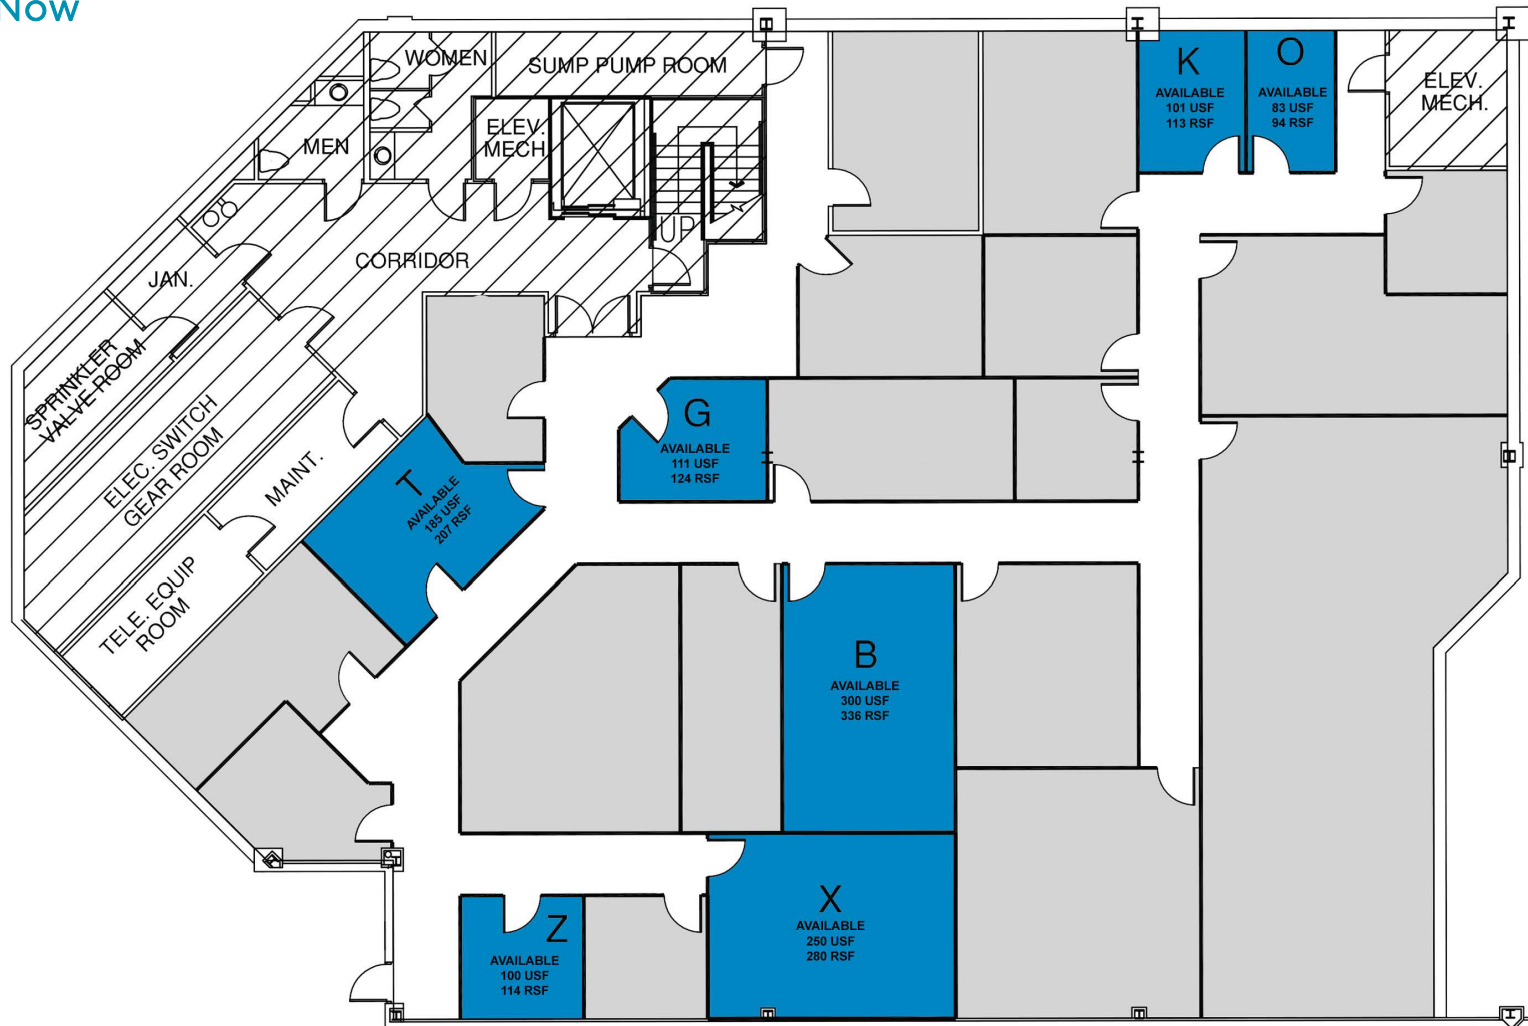 Now
WOMEN
SUMP PUMP ROOM
ELEV.
MECH
MEN
UP
CORRIDOR
JAN.
SPRINKLER
VALVE ROOM
ELEC. SWITCH
GEAR ROOM
MAINT.
TELE. EQUIP
ROOM
K
AVAILABLE
101 USF
113 RSF
O
AVAILABLE
83 USF
94 RSF
ELEV.
MECH.
G
AVAILABLE
111 USF
124 RSF
T
AVAILABLE
185 USF
207 RSF
B
AVAILABLE
300 USF
336 RSF
X
AVAILABLE
250 USF
280 RSF
Z
AVAILABLE
100 USF
114 RSF